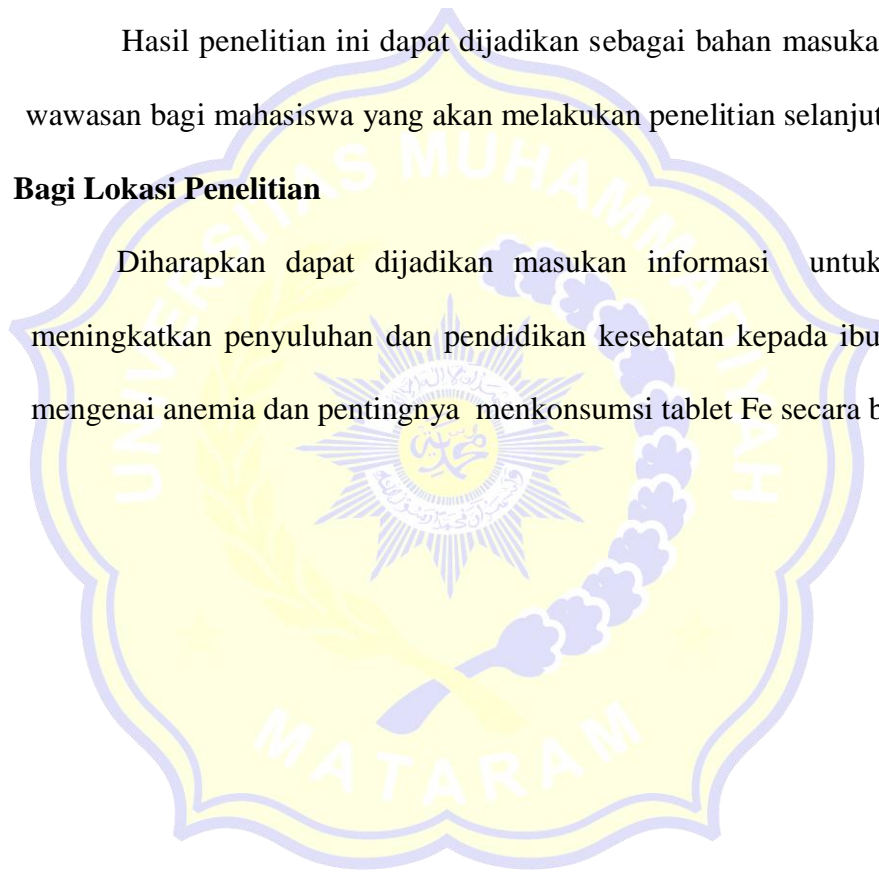 Hasil penelitian ini dapat dijadikan sebagai bahan
wawasan bagi mahasiswa yang akan melakukan penelitian
Bagi Lokasi Penelitian
Diharapkan dapat dijadikan masukan informasi untuk
meningkatkan penyuluhan dan pendidikan kesehatan kepada ibu
mengenai anemia dan pentingnya menkonsumsi tablet Fe secara
UNIVERSITAS MUHAMMADIYAH
MATARAM